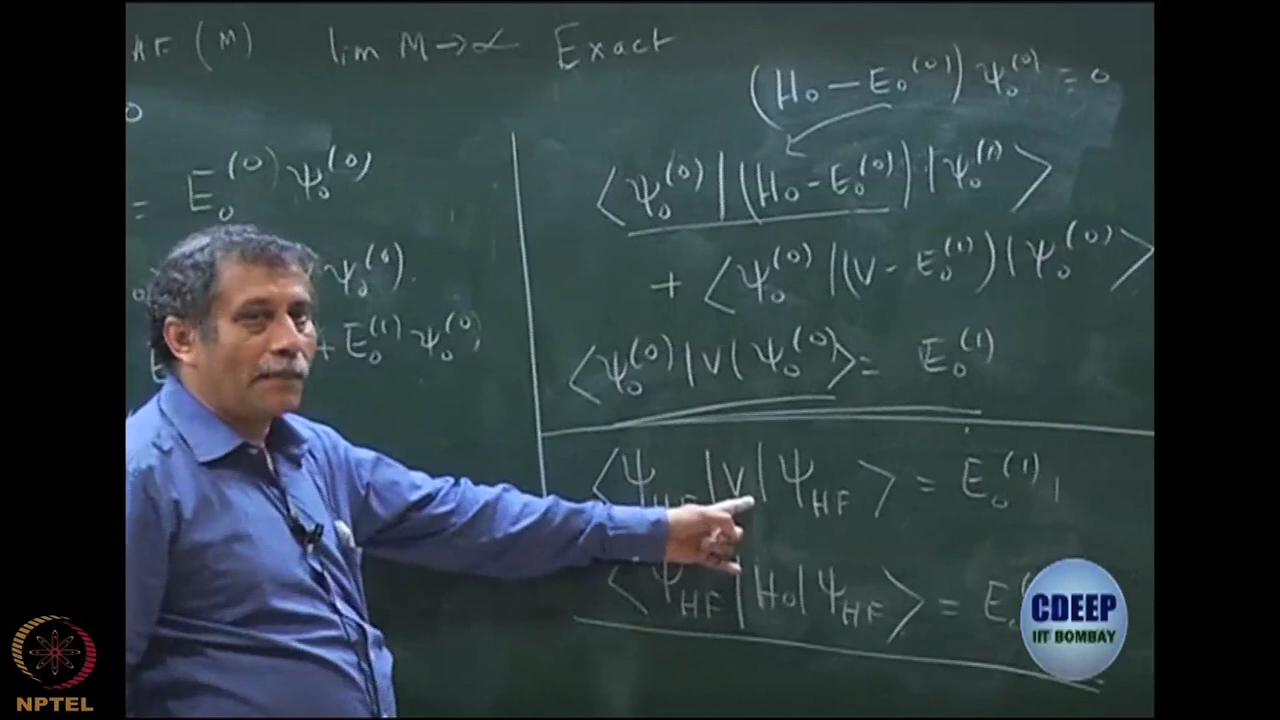 HF (M) lim M → ∝ Exact
(H₀ − E₀⁽⁰⁾) Ψ₀⁽⁰⁾ = 0
0
= E₀⁽⁰⁾ Ψ₀⁽⁰⁾
Ψ₀⁽⁰⁾.
+ E₀⁽¹⁾ Ψ₀⁽⁰⁾
⟨Ψ₀⁽⁰⁾|(H₀ − E₀⁽⁰⁾)|Ψ₀⁽¹⁾⟩
+ ⟨Ψ₀⁽⁰⁾|(V − E₀⁽¹⁾)|Ψ₀⁽⁰⁾⟩
⟨Ψ₀⁽⁰⁾|V|Ψ₀⁽⁰⁾⟩ = E₀⁽¹⁾
⟨Ψ_HF|V|Ψ_HF⟩ = E₀⁽¹⁾
⟨Ψ_HF|H₀|Ψ_HF⟩ = E₀
CDEEP
IIT BOMBAY
NPTEL